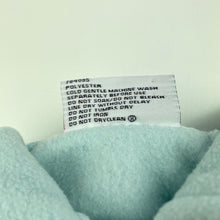 POLYESTER
COLD GENTLE MACHINE WASH
SEPARATELY BEFORE USE
DO NOT SOAK/DO NOT BLEACH
LINE DRY WITHOUT DELAY
DO NOT TUMBLE DRY
DO NOT IRON
DO NOT DRYCLEAN